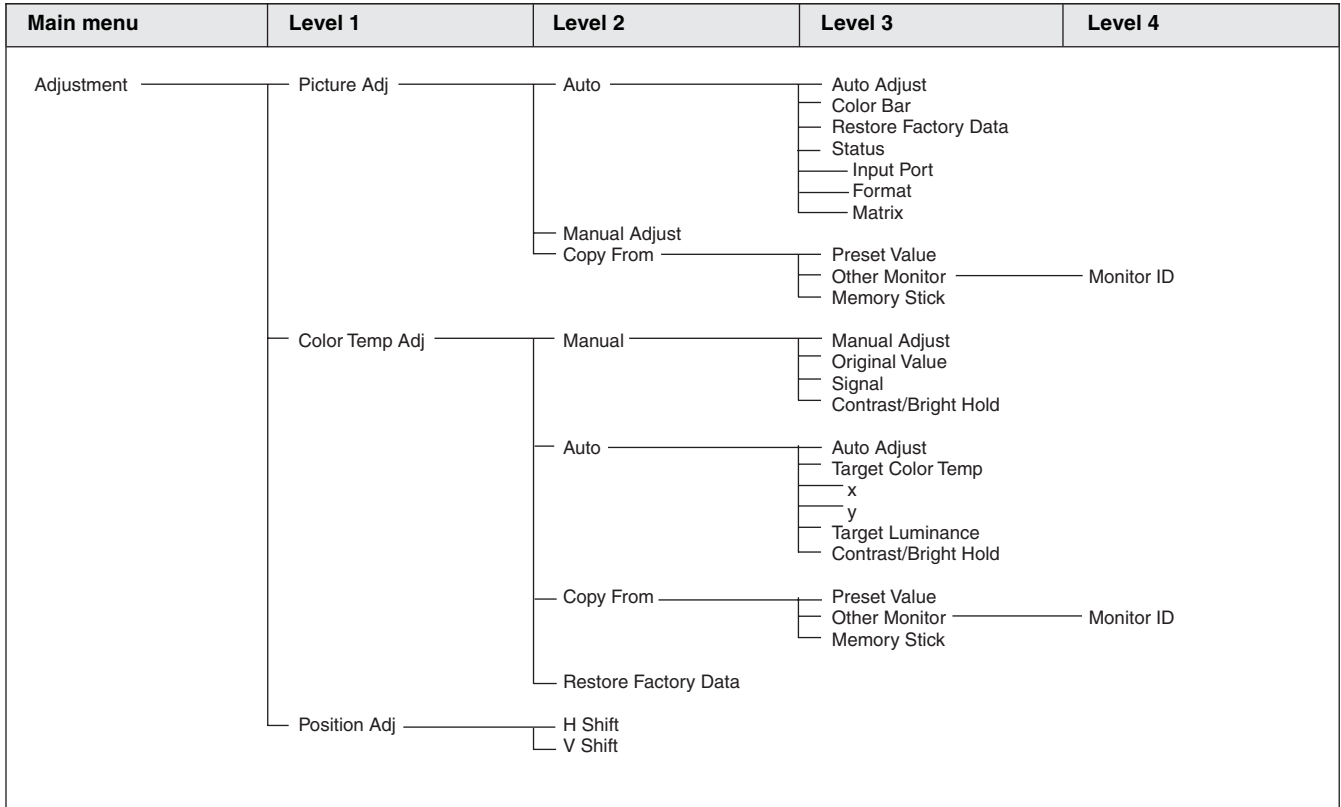 Main menu Level 1 Level 2 Level 3 Level 4
Adjustment Picture Adj Auto Auto Adjust
Color Bar
Restore Factory Data
Status
Input Port
Format
Matrix
Manual Adjust
Copy From Preset Value
Other Monitor Monitor ID
Memory Stick
Color Temp Adj Manual Manual Adjust
Original Value
Signal
Contrast/Bright Hold
Auto Auto Adjust
Target Color Temp
x
y
Target Luminance
Contrast/Bright Hold
Copy From Preset Value
Other Monitor Monitor ID
Memory Stick
Restore Factory Data
Position Adj H Shift
V Shift